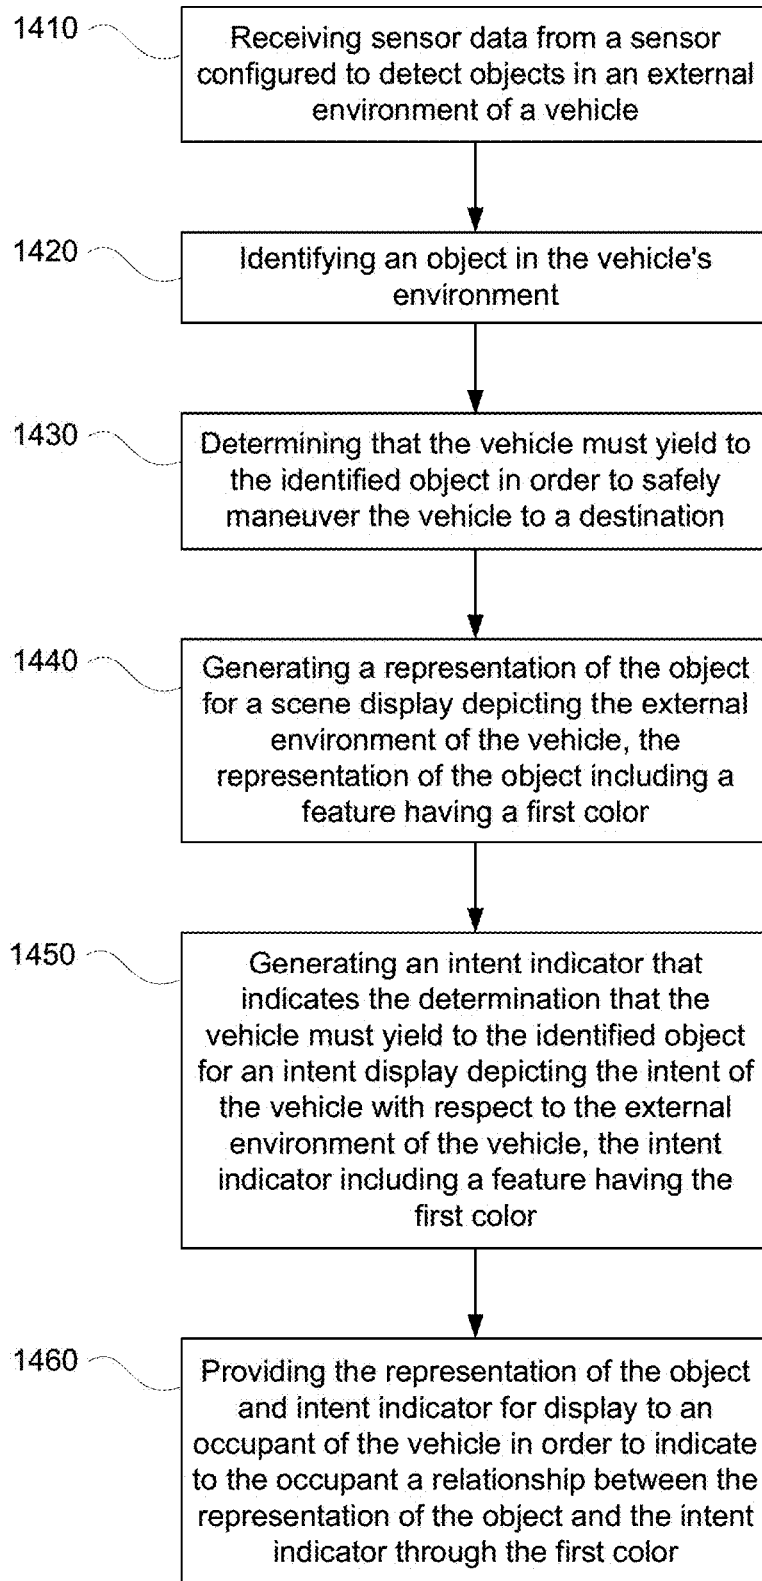 1410
Receiving sensor data from a sensor
configured to detect objects in an external
environment of a vehicle
1420
Identifying an object in the vehicle's
environment
1430
Determining that the vehicle must yield to
the identified object in order to safely
maneuver the vehicle to a destination
1440
Generating a representation of the object
for a scene display depicting the external
environment of the vehicle, the
representation of the object including a
feature having a first color
1450
Generating an intent indicator that
indicates the determination that the
vehicle must yield to the identified object
for an intent display depicting the intent of
the vehicle with respect to the external
environment of the vehicle, the intent
indicator including a feature having the
first color
1460
Providing the representation of the object
and intent indicator for display to an
occupant of the vehicle in order to indicate
to the occupant a relationship between the
representation of the object and the intent
indicator through the first color